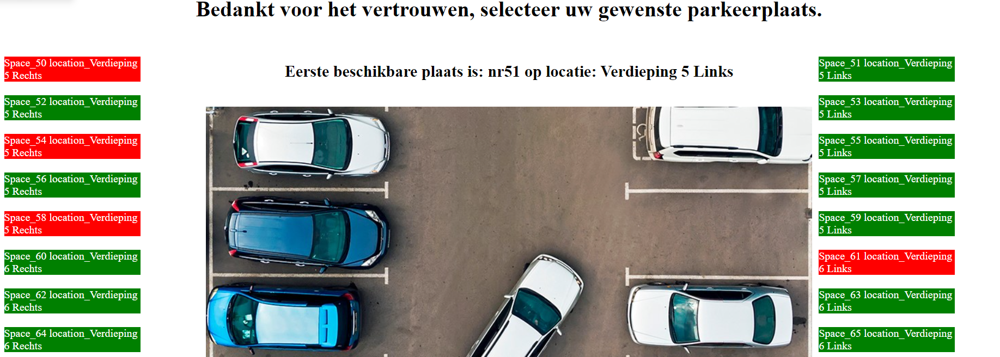 Bedankt voor het vertrouwen, selecteer uw gewenste parkeerplaats.
Eerste beschikbare plaats is: nr51 op locatie: Verdieping 5 Links
Space_50 location_Verdieping
5 Rechts
Space_52 location_Verdieping
5 Rechts
Space_54 location_Verdieping
5 Rechts
Space_56 location_Verdieping
5 Rechts
Space_58 location_Verdieping
5 Rechts
Space_60 location_Verdieping
6 Rechts
Space_62 location_Verdieping
6 Rechts
Space_64 location_Verdieping
6 Rechts
Space_51 location_Verdieping
5 Links
Space_53 location_Verdieping
5 Links
Space_55 location_Verdieping
5 Links
Space_57 location_Verdieping
5 Links
Space_59 location_Verdieping
5 Links
Space_61 location_Verdieping
6 Links
Space_63 location_Verdieping
6 Links
Space_65 location_Verdieping
6 Links